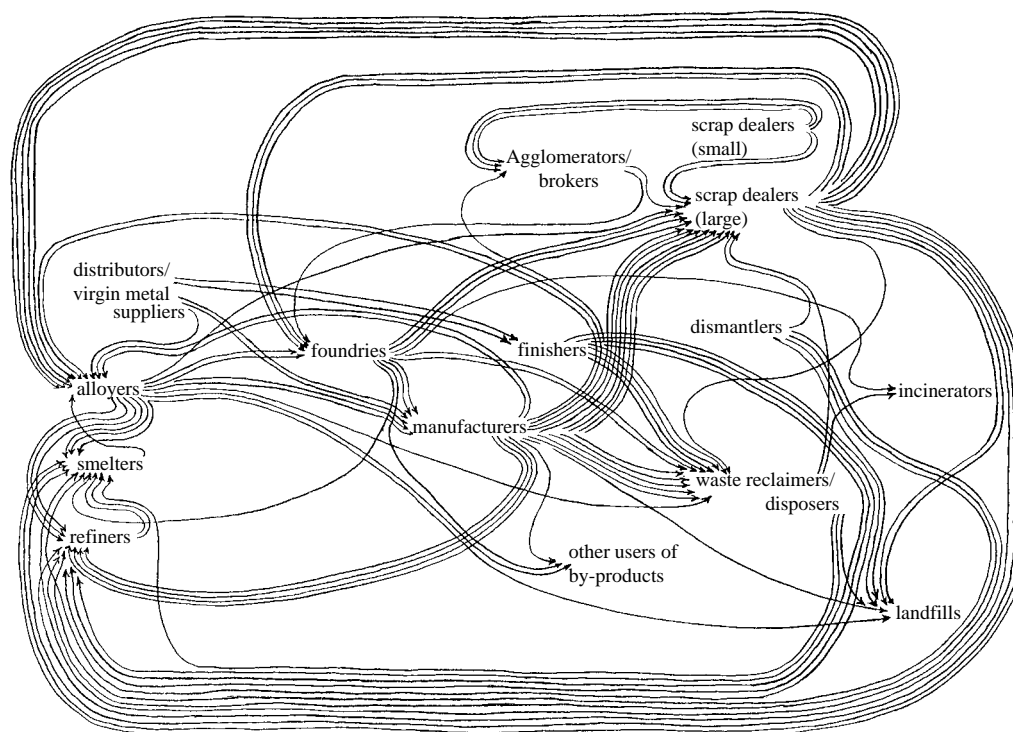 scrap dealers
(small)
Agglomerators/
brokers
scrap dealers
(large)
distributors/
virgin metal
suppliers
dismantlers
foundries
finishers
alloyers
incinerators
manufacturers
smelters
waste reclaimers/
disposers
refiners
other users of
by-products
landfills